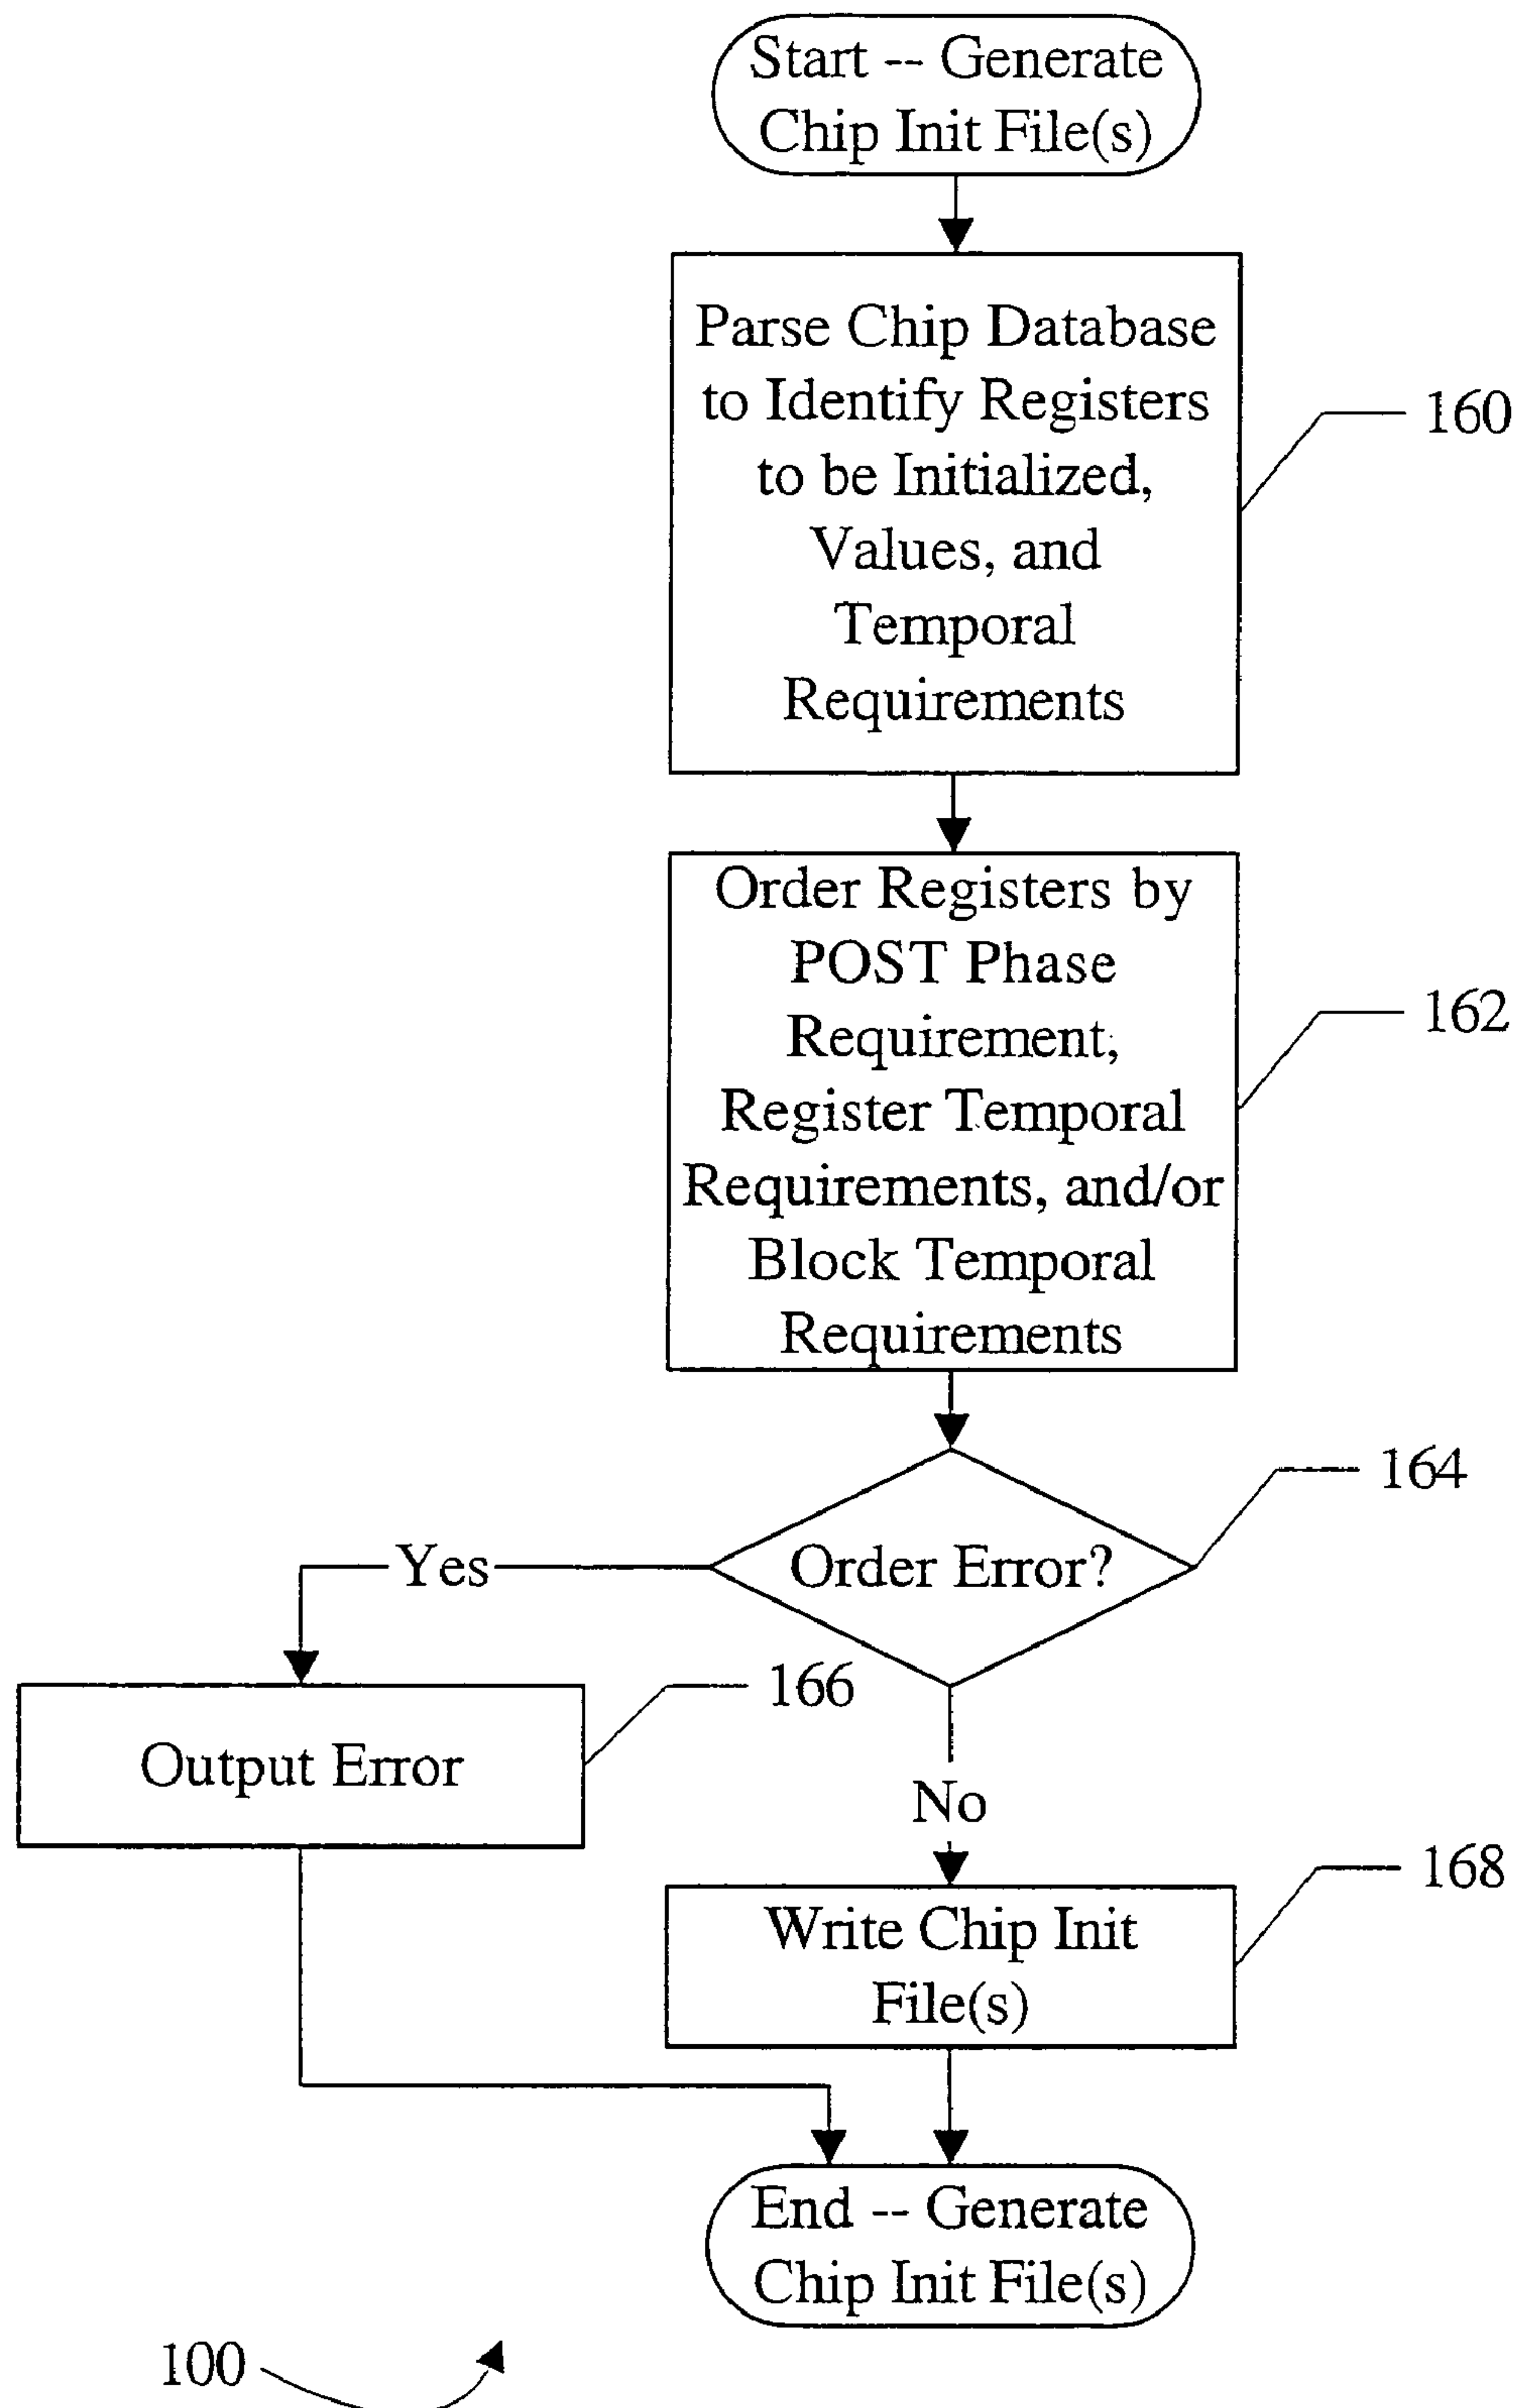 Start -- Generate
Chip Init File(s)
Parse Chip Database
to Identify Registers
to be Initialized,
Values, and
Temporal
Requirements
160
Order Registers by
POST Phase
Requirement,
Register Temporal
Requirements, and/or
Block Temporal
Requirements
162
164
Order Error?
Yes
166
Output Error
No
168
Write Chip Init
File(s)
End -- Generate
Chip Init File(s)
100